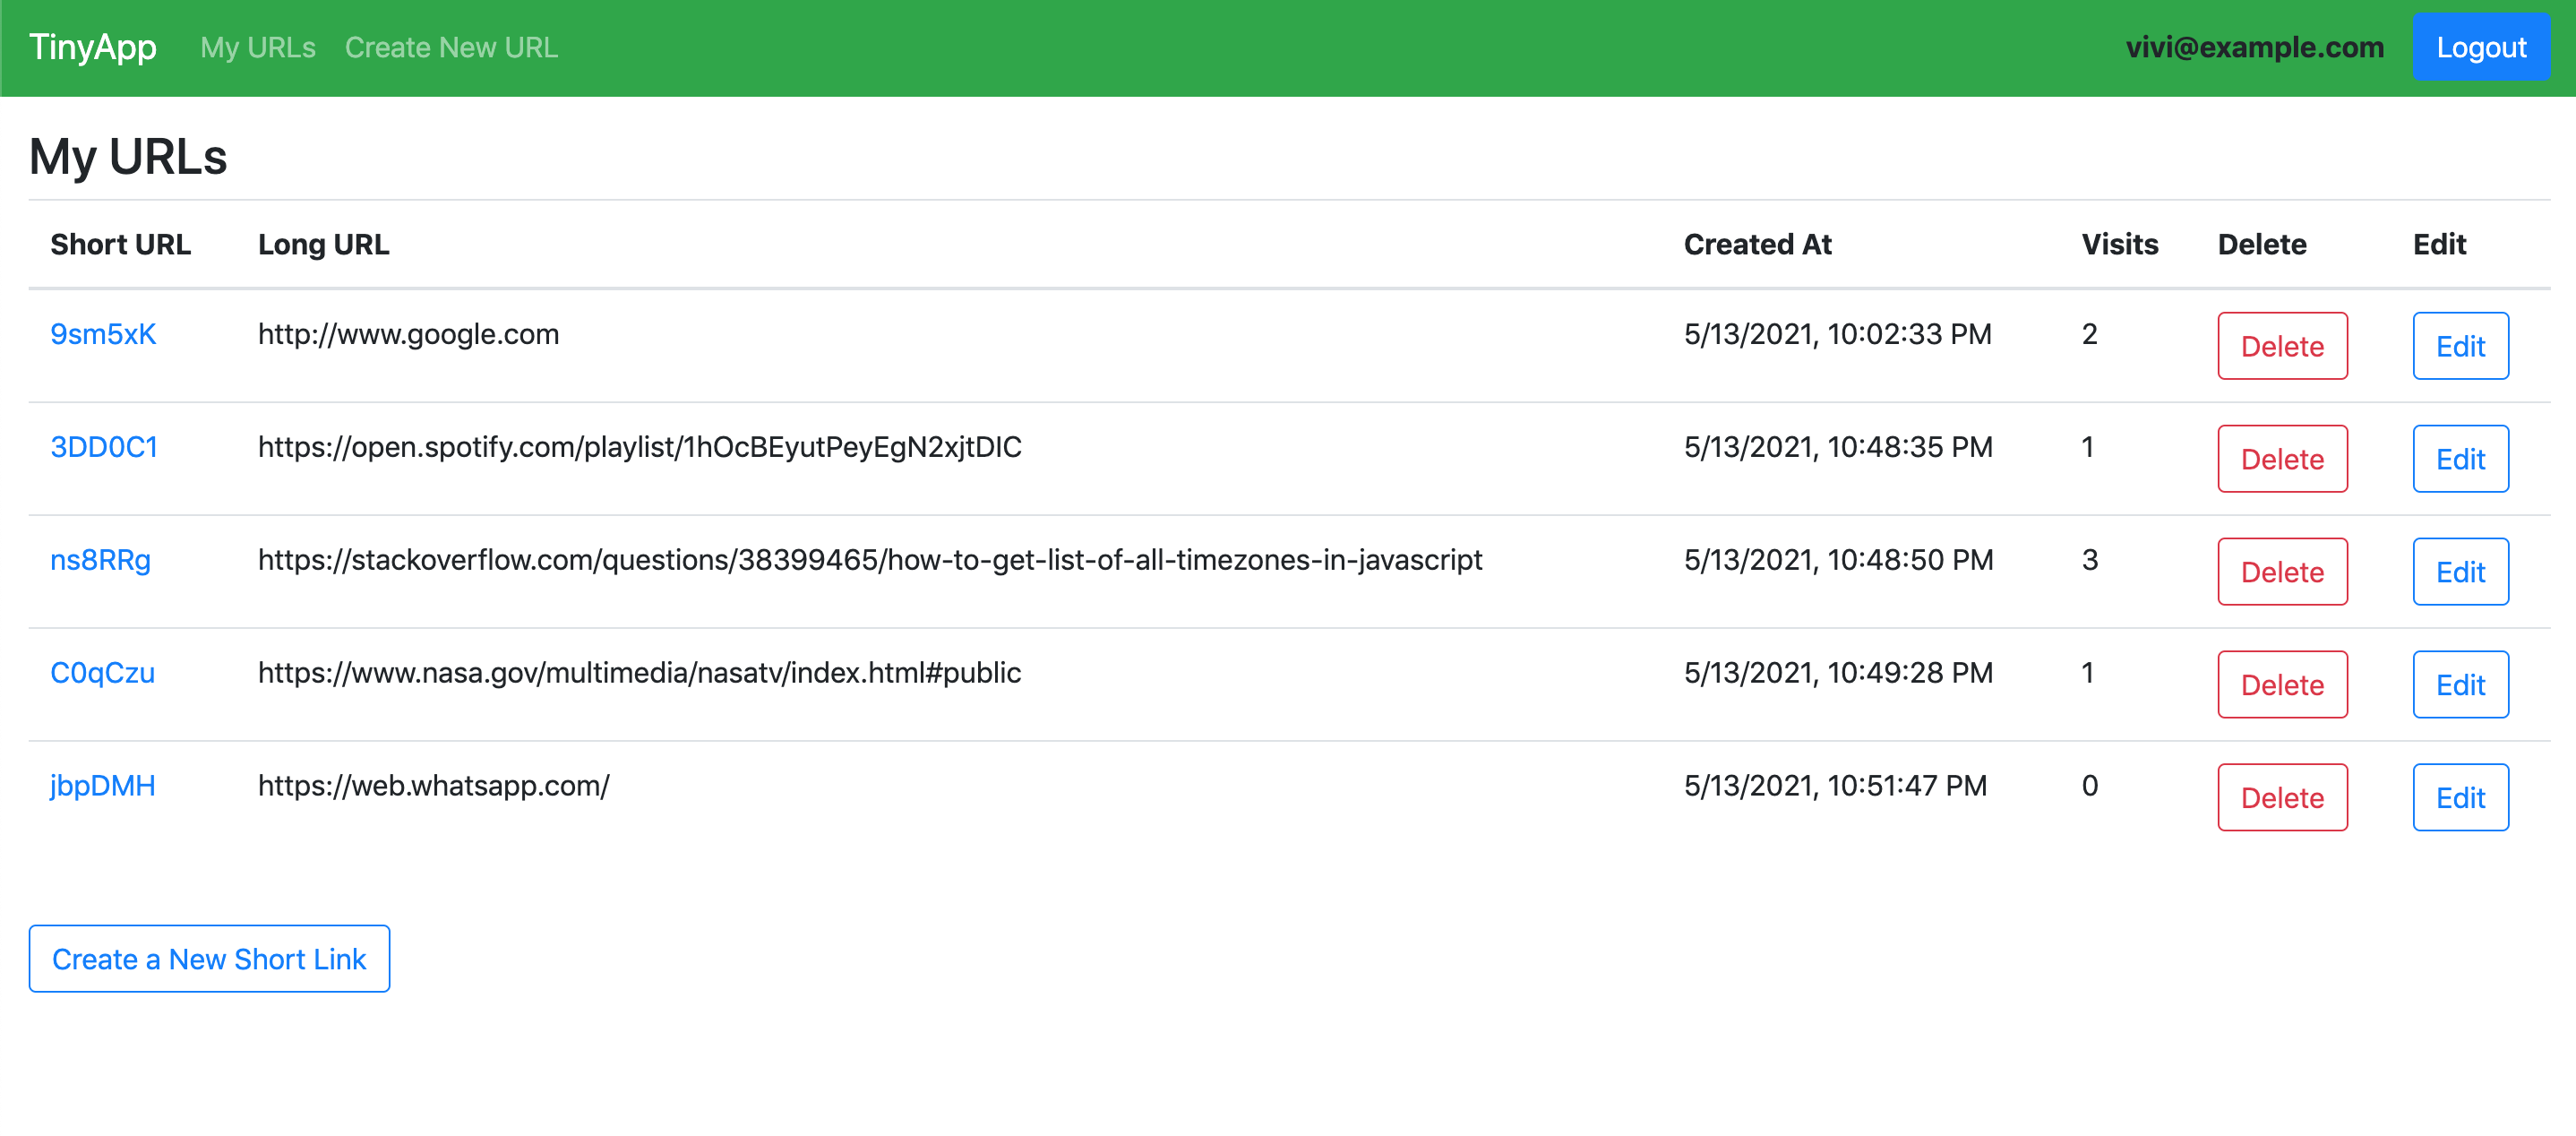 TinyApp My URLs Create New URL vivi@example.com Logout
My URLs
Short URL Long URL Created At Visits Delete Edit
9sm5xK http://www.google.com 5/13/2021, 10:02:33 PM 2 Delete Edit
3DD0C1 https://open.spotify.com/playlist/1hOcBEyutPeyEgN2xjtDIC 5/13/2021, 10:48:35 PM 1 Delete Edit
ns8RRg https://stackoverflow.com/questions/38399465/how-to-get-list-of-all-timezones-in-javascript 5/13/2021, 10:48:50 PM 3 Delete Edit
C0qCzu https://www.nasa.gov/multimedia/nasatv/index.html#public 5/13/2021, 10:49:28 PM 1 Delete Edit
jbpDMH https://web.whatsapp.com/ 5/13/2021, 10:51:47 PM 0 Delete Edit
Create a New Short Link